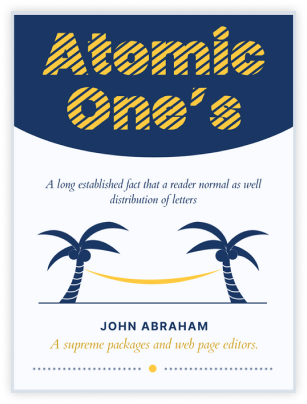 Atomic
One's
A long established fact that a reader normal as well
distribution of letters
JOHN ABRAHAM
A supreme packages and web page editors.